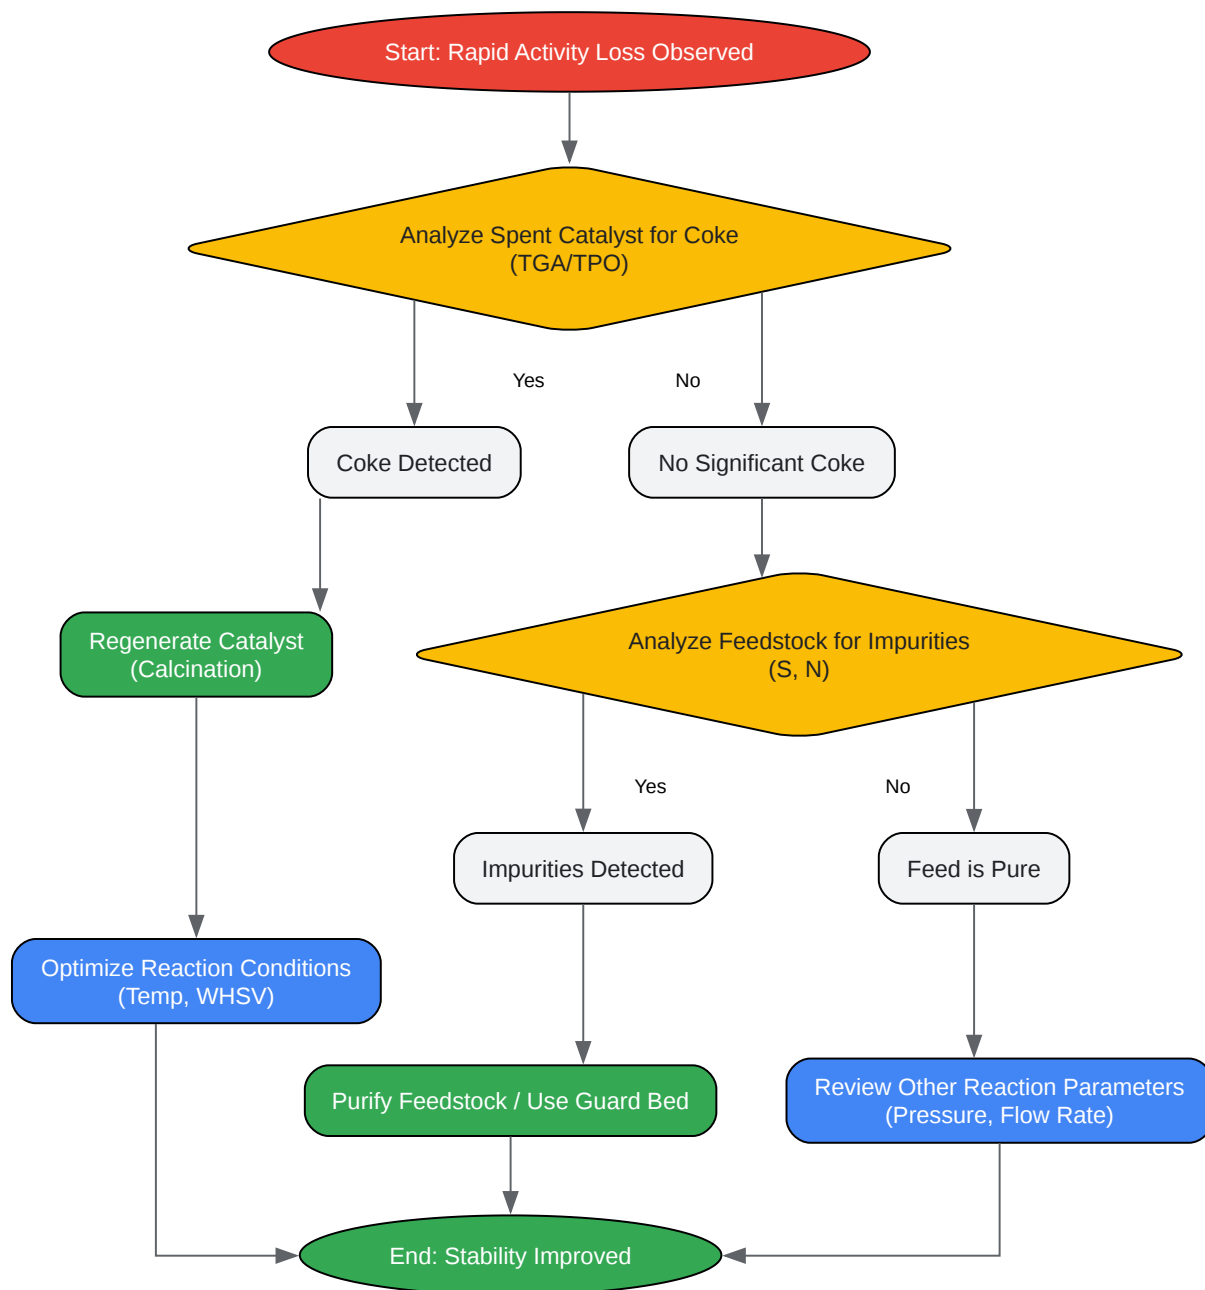 Start: Rapid Activity Loss Observed
Analyze Spent Catalyst for Coke
(TGA/TPO)
Yes
No
Coke Detected
No Significant Coke
Regenerate Catalyst
(Calcination)
Analyze Feedstock for Impurities
(S, N)
Yes
No
Impurities Detected
Feed is Pure
Optimize Reaction Conditions
(Temp, WHSV)
Purify Feedstock / Use Guard Bed
Review Other Reaction Parameters
(Pressure, Flow Rate)
End: Stability Improved